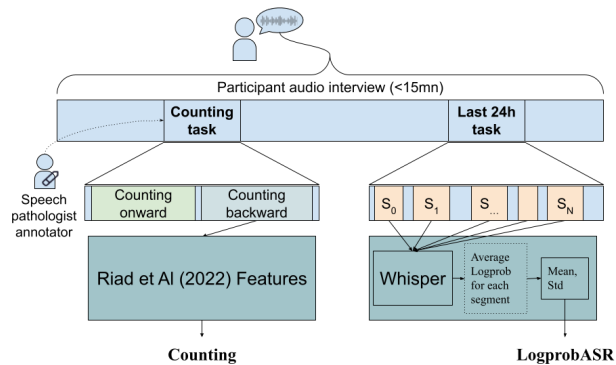 Participant audio interview (<15mn)
Counting
task
Last 24h
task
Speech
pathologist
annotator
Counting
onward
Counting
backward
S0
S1
S...
SN
Riad et Al (2022) Features
Whisper
Average
Logprob
for each
segment
Mean,
Std
Counting
LogprobASR